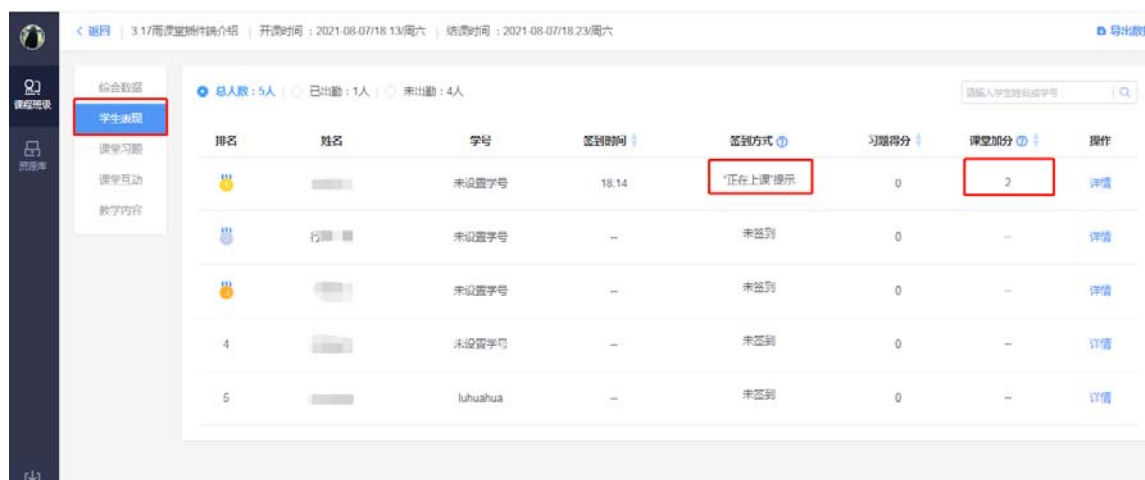 < 返回 | 3.17雨课堂插件端介绍 | 开课时间：2021-08-07/18:13/周六 | 结课时间：2021-08-07/18:23/周六 导出数据
课程班级
资源库
综合数据
学生表现
课堂习题
课堂互动
教学内容
总人数：5人 | 已出勤：1人 | 未出勤：4人 请输入学生姓名或学号
排名 姓名 学号 签到时间 签到方式 习题得分 课堂加分 操作
未设置学号 18:14 “正在上课”提示 0 2 详情
未设置学号 -- 未签到 0 -- 详情
未设置学号 -- 未签到 0 -- 详情
4 未设置学号 -- 未签到 0 -- 详情
5 luhuahua -- 未签到 0 -- 详情